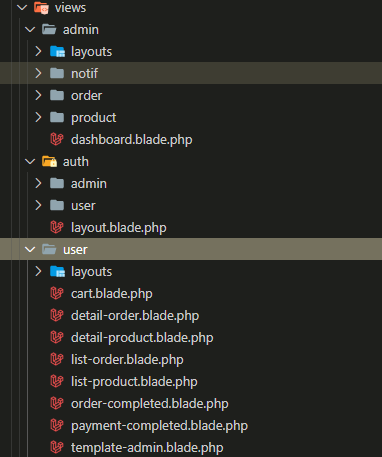 views
admin
layouts
notif
order
product
dashboard.blade.php
auth
admin
user
layout.blade.php
user
layouts
cart.blade.php
detail-order.blade.php
detail-product.blade.php
list-order.blade.php
list-product.blade.php
order-completed.blade.php
payment-completed.blade.php
template-admin.blade.php